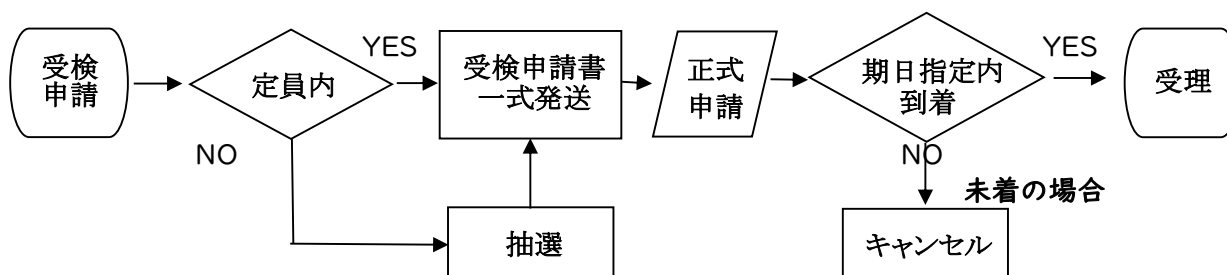 受検
申請
定員内
YES
NO
受検申請書
一式発送
抽選
正式
申請
期日指定内
到着
YES
NO
未着の場合
キャンセル
受理